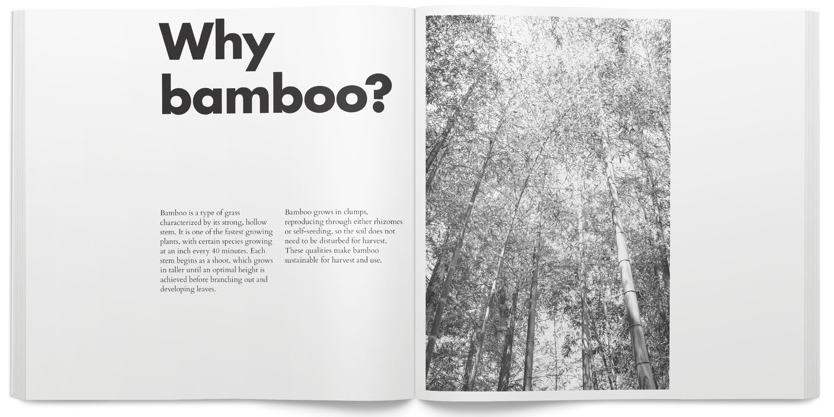 Why
bamboo?
Bamboo is a type of grass
characterized by its strong, hollow
stem. It is one of the fastest growing
plants, with certain species growing
at an inch every 40 minutes. Each
stem begins as a shoot, which grows
in taller until an optimal height is
achieved before branching out and
developing leaves.
Bamboo grows in clumps,
reproducing through either rhizomes
or self-seeding, so the soil does not
need to be disturbed for harvest.
These qualities make bamboo
sustainable for harvest and use.